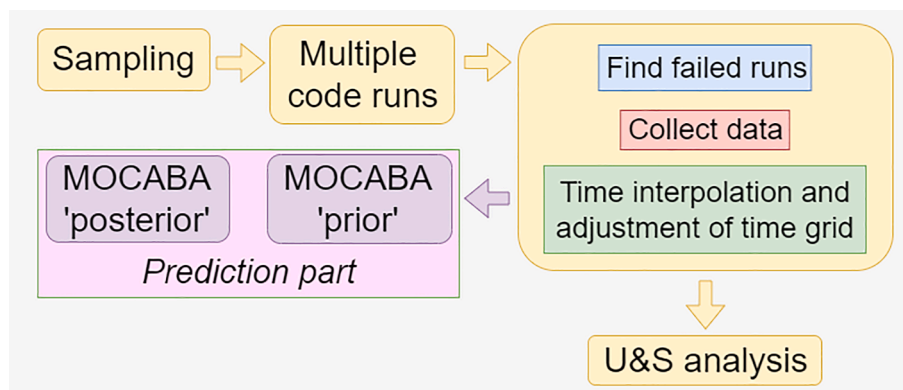 Sampling
Multiple
code runs
Find failed runs
Collect data
Time interpolation and
adjustment of time grid
MOCABA
'posterior'
MOCABA
'prior'
Prediction part
U&S analysis